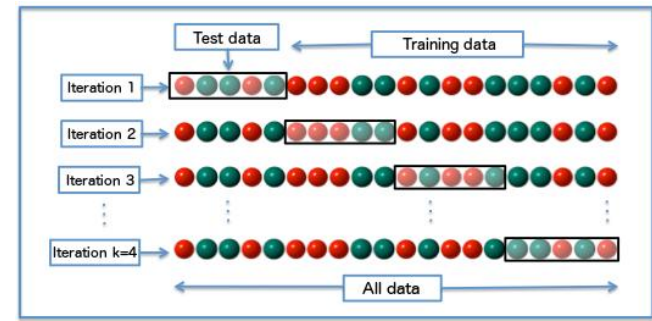 Test data
Training data
Iteration 1
Iteration 2
Iteration 3
Iteration k=4
All data